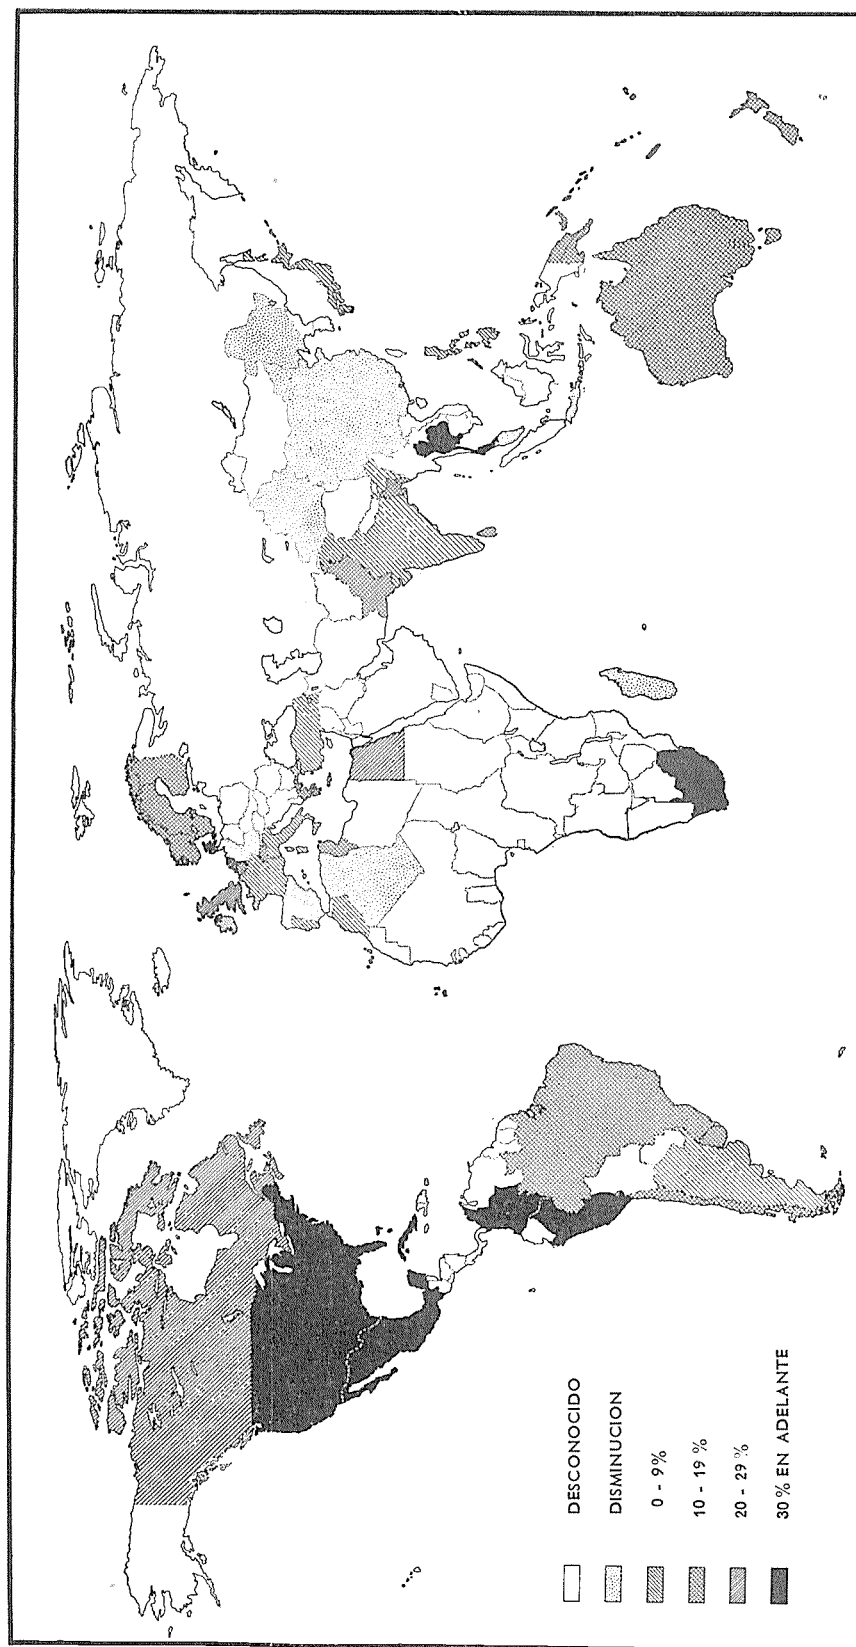 DESCONOCIDO
DISMINUCION
0 - 9%
10 - 19 %
20 - 29 %
30 % EN ADELANTE